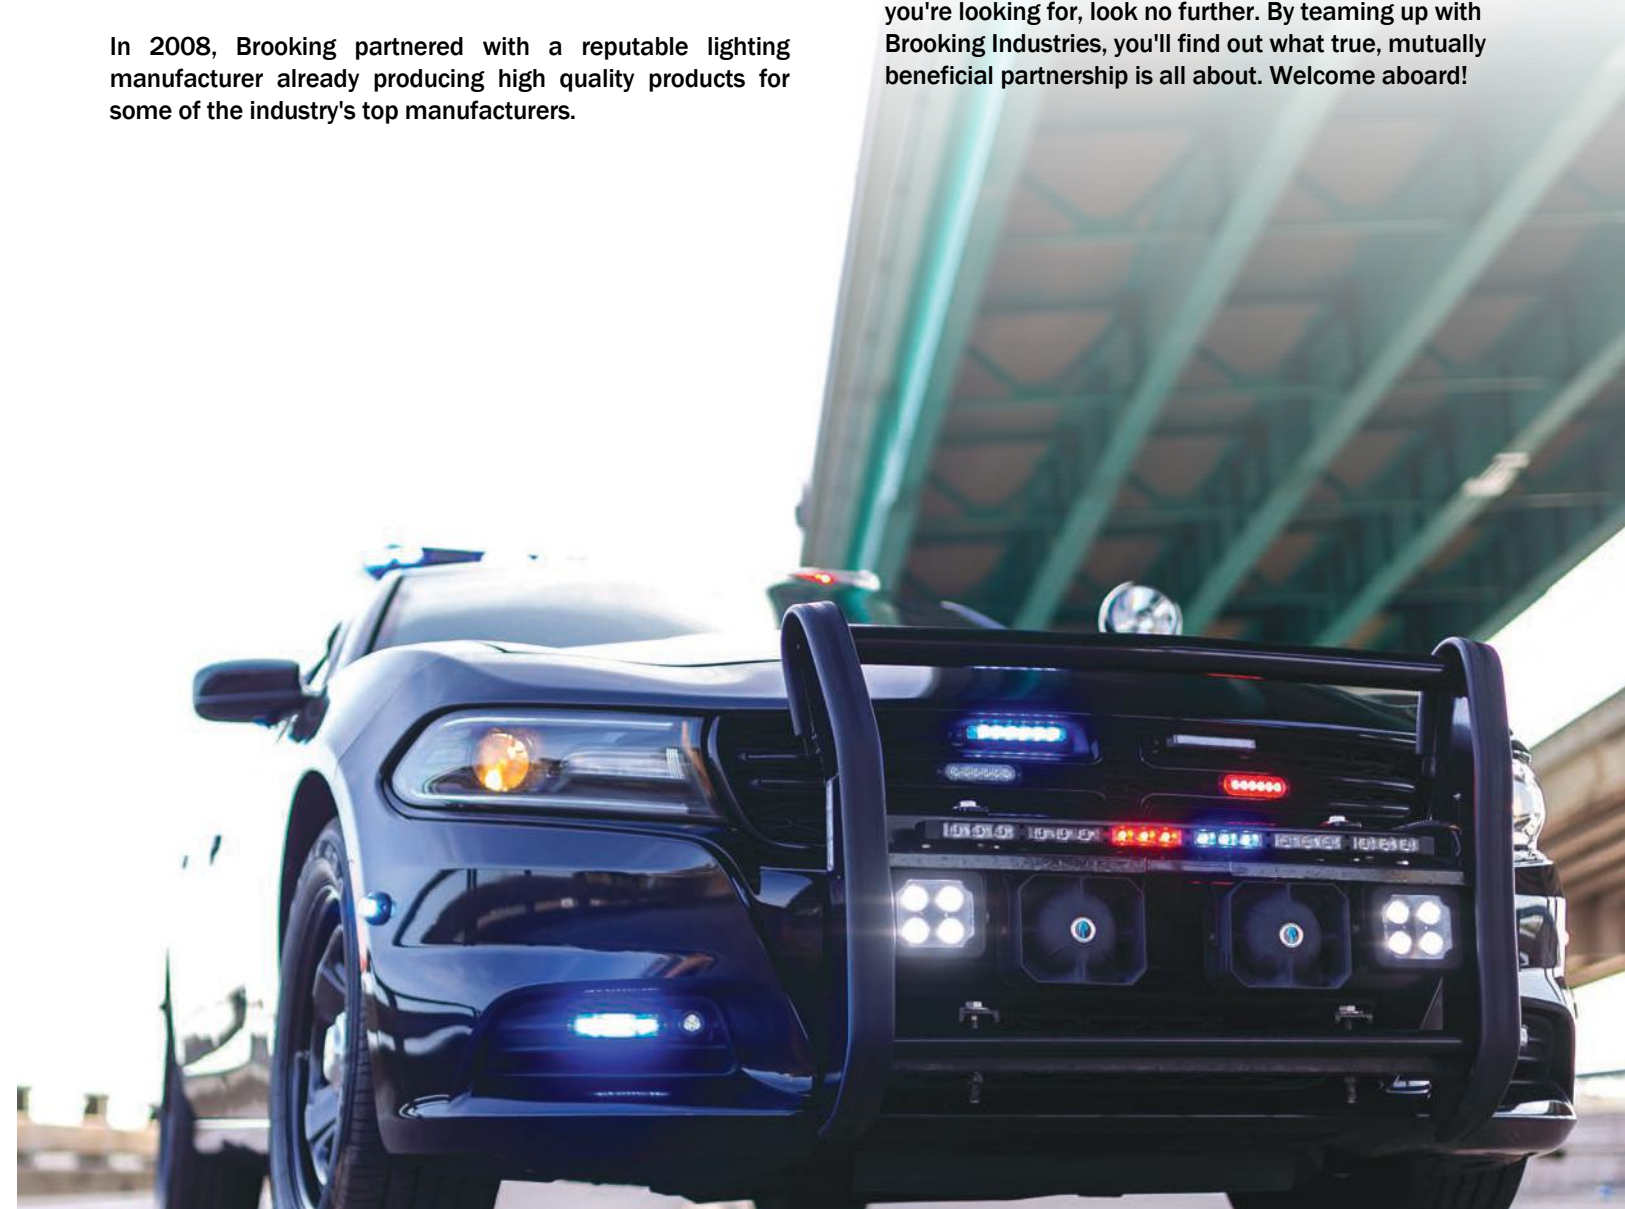 In 2008, Brooking partnered with a reputable lighting
manufacturer already producing high quality products for
some of the industry's top manufacturers.
you're looking for, look no further. By teaming up with
Brooking Industries, you'll find out what true, mutually
beneficial partnership is all about. Welcome aboard!